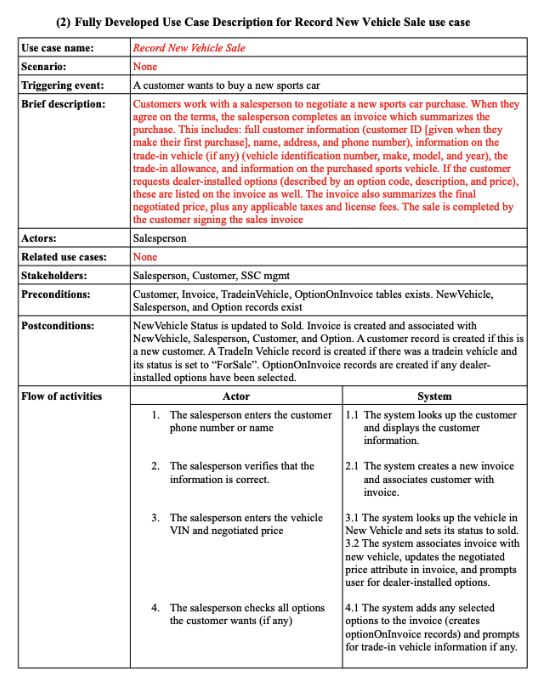 (2) Fully Developed Use Case Description for Record New Vehicle Sale use case
Use case name: Record New Vehicle Sale
Scenario: None
Triggering event: A customer wants to buy a new sports car
Brief description: Customers work with a salesperson to negotiate a new sports car purchase. When they
agree on the terms, the salesperson completes an invoice which summarizes the
purchase. This includes: full customer information (customer ID [given when they
make their first purchase], name, address, and phone number), information on the
trade-in vehicle (if any) (vehicle identification number, make, model, and year), the
trade-in allowance, and information on the purchased sports vehicle. If the customer
requests dealer-installed options (described by an option code, description, and price),
these are listed on the invoice as well. The invoice also summarizes the final
negotiated price, plus any applicable taxes and license fees. The sale is completed by
the customer signing the sales invoice
Actors: Salesperson
Related use cases: None
Stakeholders: Salesperson, Customer, SSC mgmt
Preconditions: Customer, Invoice, TradeinVehicle, OptionOnInvoice tables exists. NewVehicle,
Salesperson, and Option records exist
Postconditions: NewVehicle Status is updated to Sold. Invoice is created and associated with
NewVehicle, Salesperson, Customer, and Option. A customer record is created if this is
a new customer. A TradeIn Vehicle record is created if there was a tradein vehicle and
its status is set to “ForSale”. OptionOnInvoice records are created if any dealer-
installed options have been selected.
Flow of activities Actor System
1. The salesperson enters the customer
phone number or name
1.1 The system looks up the customer
and displays the customer
information.
2. The salesperson verifies that the
information is correct.
2.1 The system creates a new invoice
and associates customer with
invoice.
3. The salesperson enters the vehicle
VIN and negotiated price
3.1 The system looks up the vehicle in
New Vehicle and sets its status to sold.
3.2 The system associates invoice with
new vehicle, updates the negotiated
price attribute in invoice, and prompts
user for dealer-installed options.
4. The salesperson checks all options
the customer wants (if any)
4.1 The system adds any selected
options to the invoice (creates
optionOnInvoice records) and prompts
for trade-in vehicle information if any.